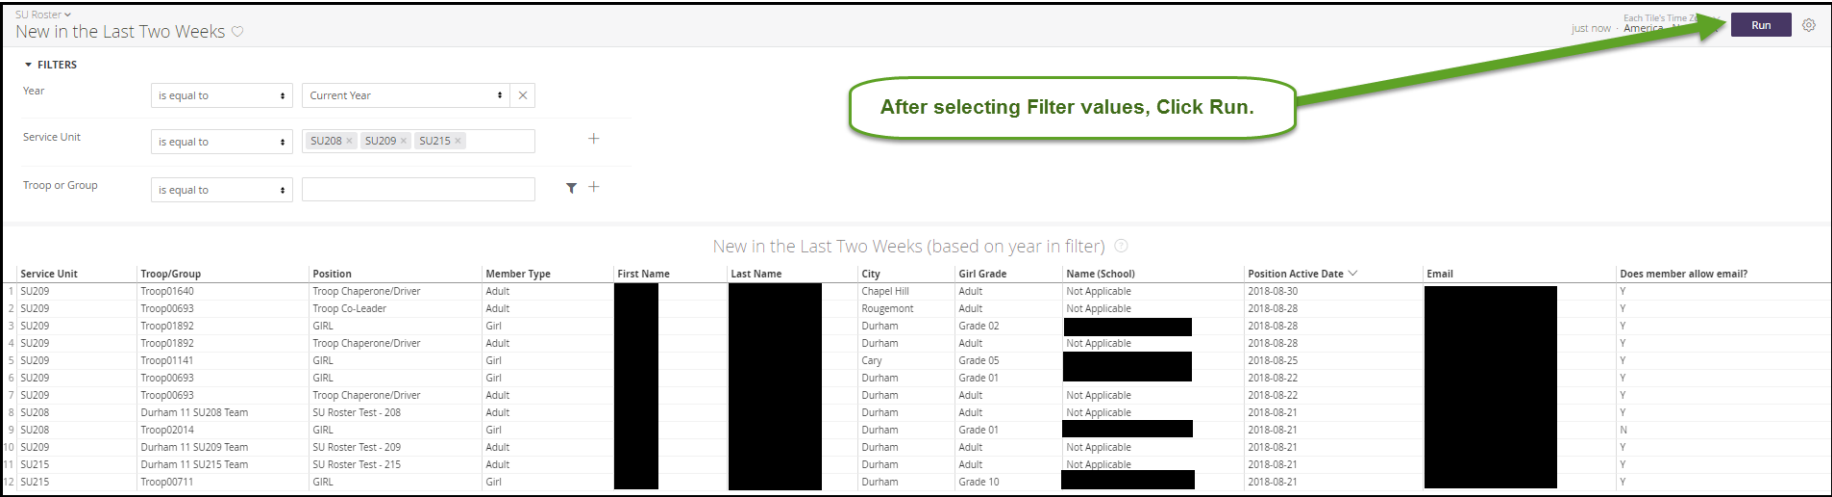 SU Roster
New in the Last Two Weeks
just now
Each Tile's Time
America
Run
FILTERS
Year is equal to Current Year
After selecting Filter values, Click Run.
Service Unit is equal to SU208 × SU209 × SU215 ×
Troop or Group is equal to
New in the Last Two Weeks (based on year in filter)
Service Unit Troop/Group Position Member Type First Name Last Name City Girl Grade Name (School) Position Active Date Email Does member allow email?
1 SU209 Troop01640 Troop Chaperone/Driver Adult Chapel Hill Adult Not Applicable 2018-08-30 Y
2 SU209 Troop00693 Troop Co-Leader Adult Rougemont Adult Not Applicable 2018-08-28 Y
3 SU209 Troop01892 GIRL Girl Durham Grade 02 2018-08-28 Y
4 SU209 Troop01892 Troop Chaperone/Driver Adult Durham Adult Not Applicable 2018-08-28 Y
5 SU209 Troop01141 GIRL Girl Cary Grade 05 2018-08-25 Y
6 SU209 Troop00693 GIRL Girl Durham Grade 01 2018-08-22 Y
7 SU209 Troop00693 Troop Chaperone/Driver Adult Durham Adult Not Applicable 2018-08-22 Y
8 SU208 Durham 11 SU208 Team SU Roster Test - 208 Adult Durham Adult Not Applicable 2018-08-21 Y
9 SU208 Troop02014 GIRL Girl Durham Grade 01 2018-08-21 N
10 SU209 Durham 11 SU209 Team SU Roster Test - 209 Adult Durham Adult Not Applicable 2018-08-21 Y
11 SU215 Durham 11 SU215 Team SU Roster Test - 215 Adult Durham Adult Not Applicable 2018-08-21 Y
12 SU215 Troop00711 GIRL Girl Durham Grade 10 2018-08-21 Y